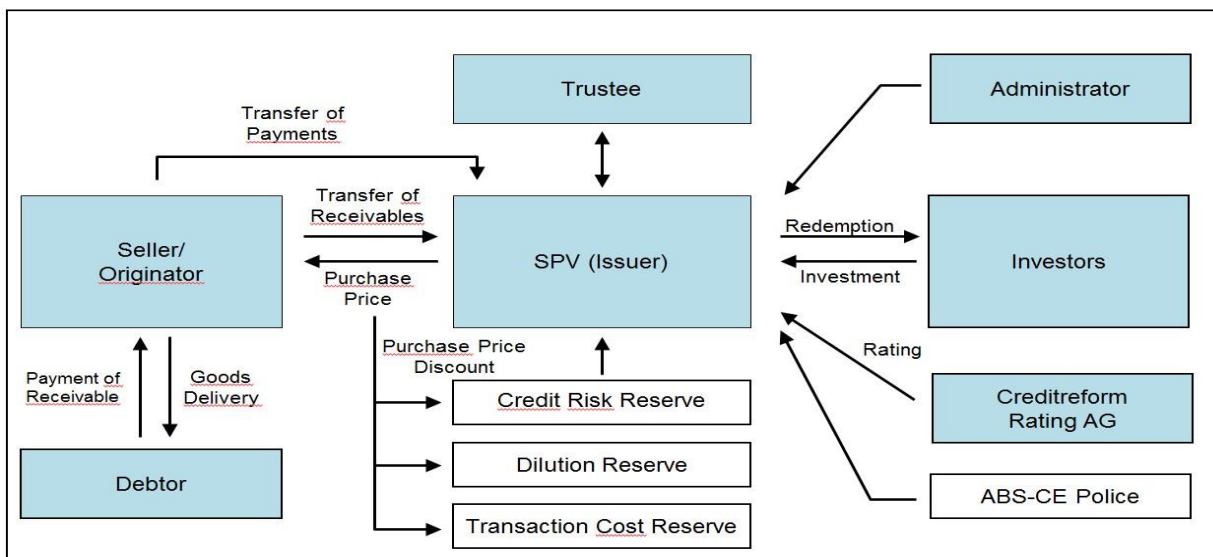 Trustee
Administrator
Transfer of
Payments
Transfer of
Receivables
Seller/
Originator
SPV (Issuer)
Redemption
Investment
Investors
Purchase
Price
Purchase Price
Discount
Rating
Payment of
Receivable
Goods
Delivery
Credit Risk Reserve
Creditreform
Rating AG
Dilution Reserve
Debtor
ABS-CE Police
Transaction Cost Reserve